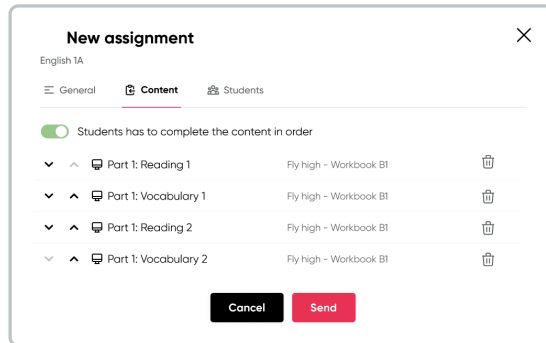 New assignment
English 1A
General Content Students
Students has to complete the content in order
Part 1: Reading 1 Fly high - Workbook B1
Part 1: Vocabulary 1 Fly high - Workbook B1
Part 1: Reading 2 Fly high - Workbook B1
Part 1: Vocabulary 2 Fly high - Workbook B1
Cancel Send